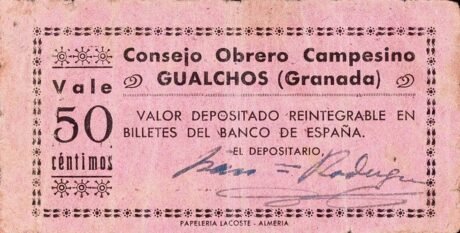 Consejo Obrero Campesino
GUALCHOS (Granada)
Vale
50
céntimos
VALOR DEPOSITADO REINTEGRABLE EN
BILLETES DEL BANCO DE ESPAÑA.
EL DEPOSITARIO,
PAPELERIA LACOSTE - ALMERIA